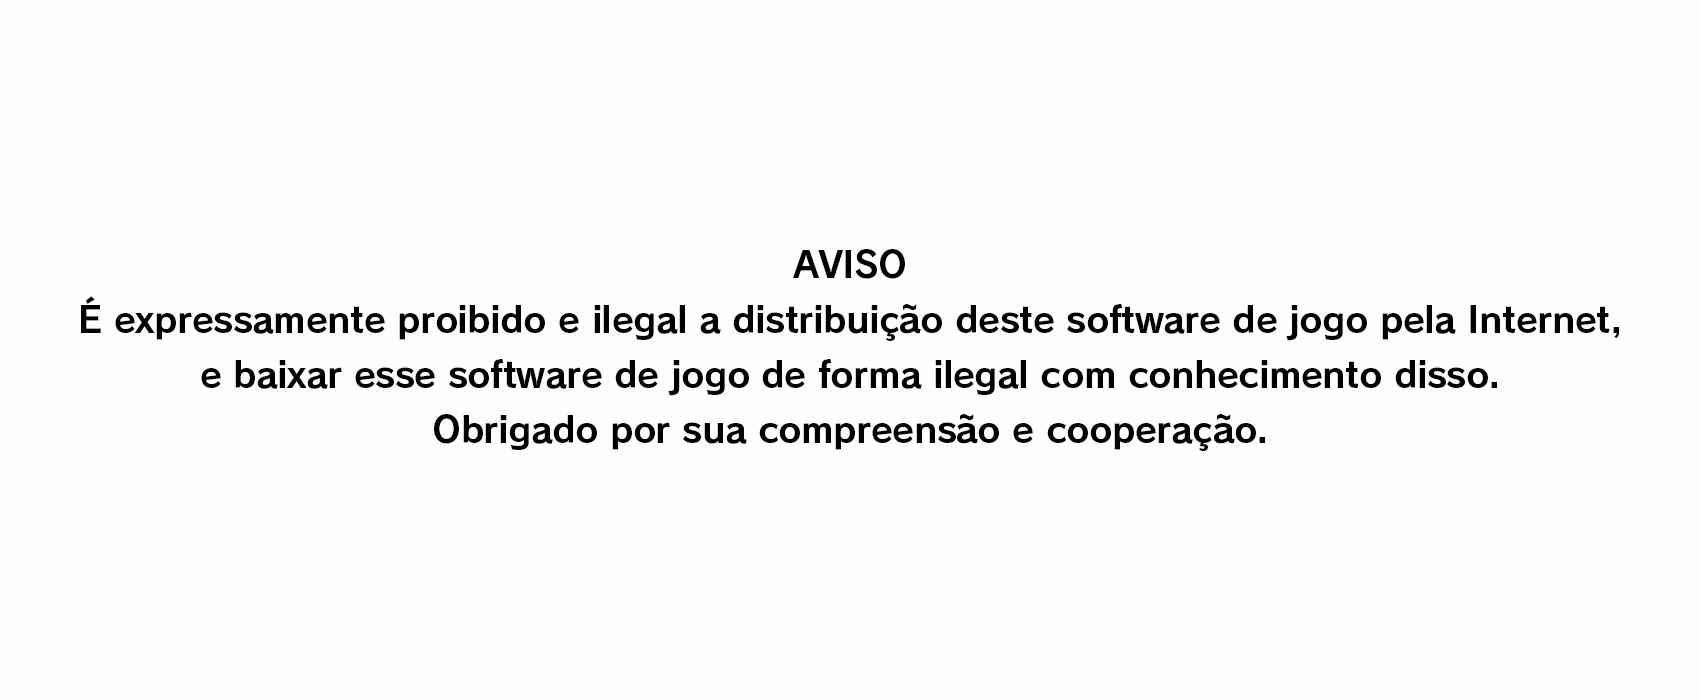 AVISO
É expressamente proibido e ilegal a distribuição deste software de jogo pela Internet,
e baixar esse software de jogo de forma ilegal com conhecimento disso.
Obrigado por sua compreensão e cooperação.